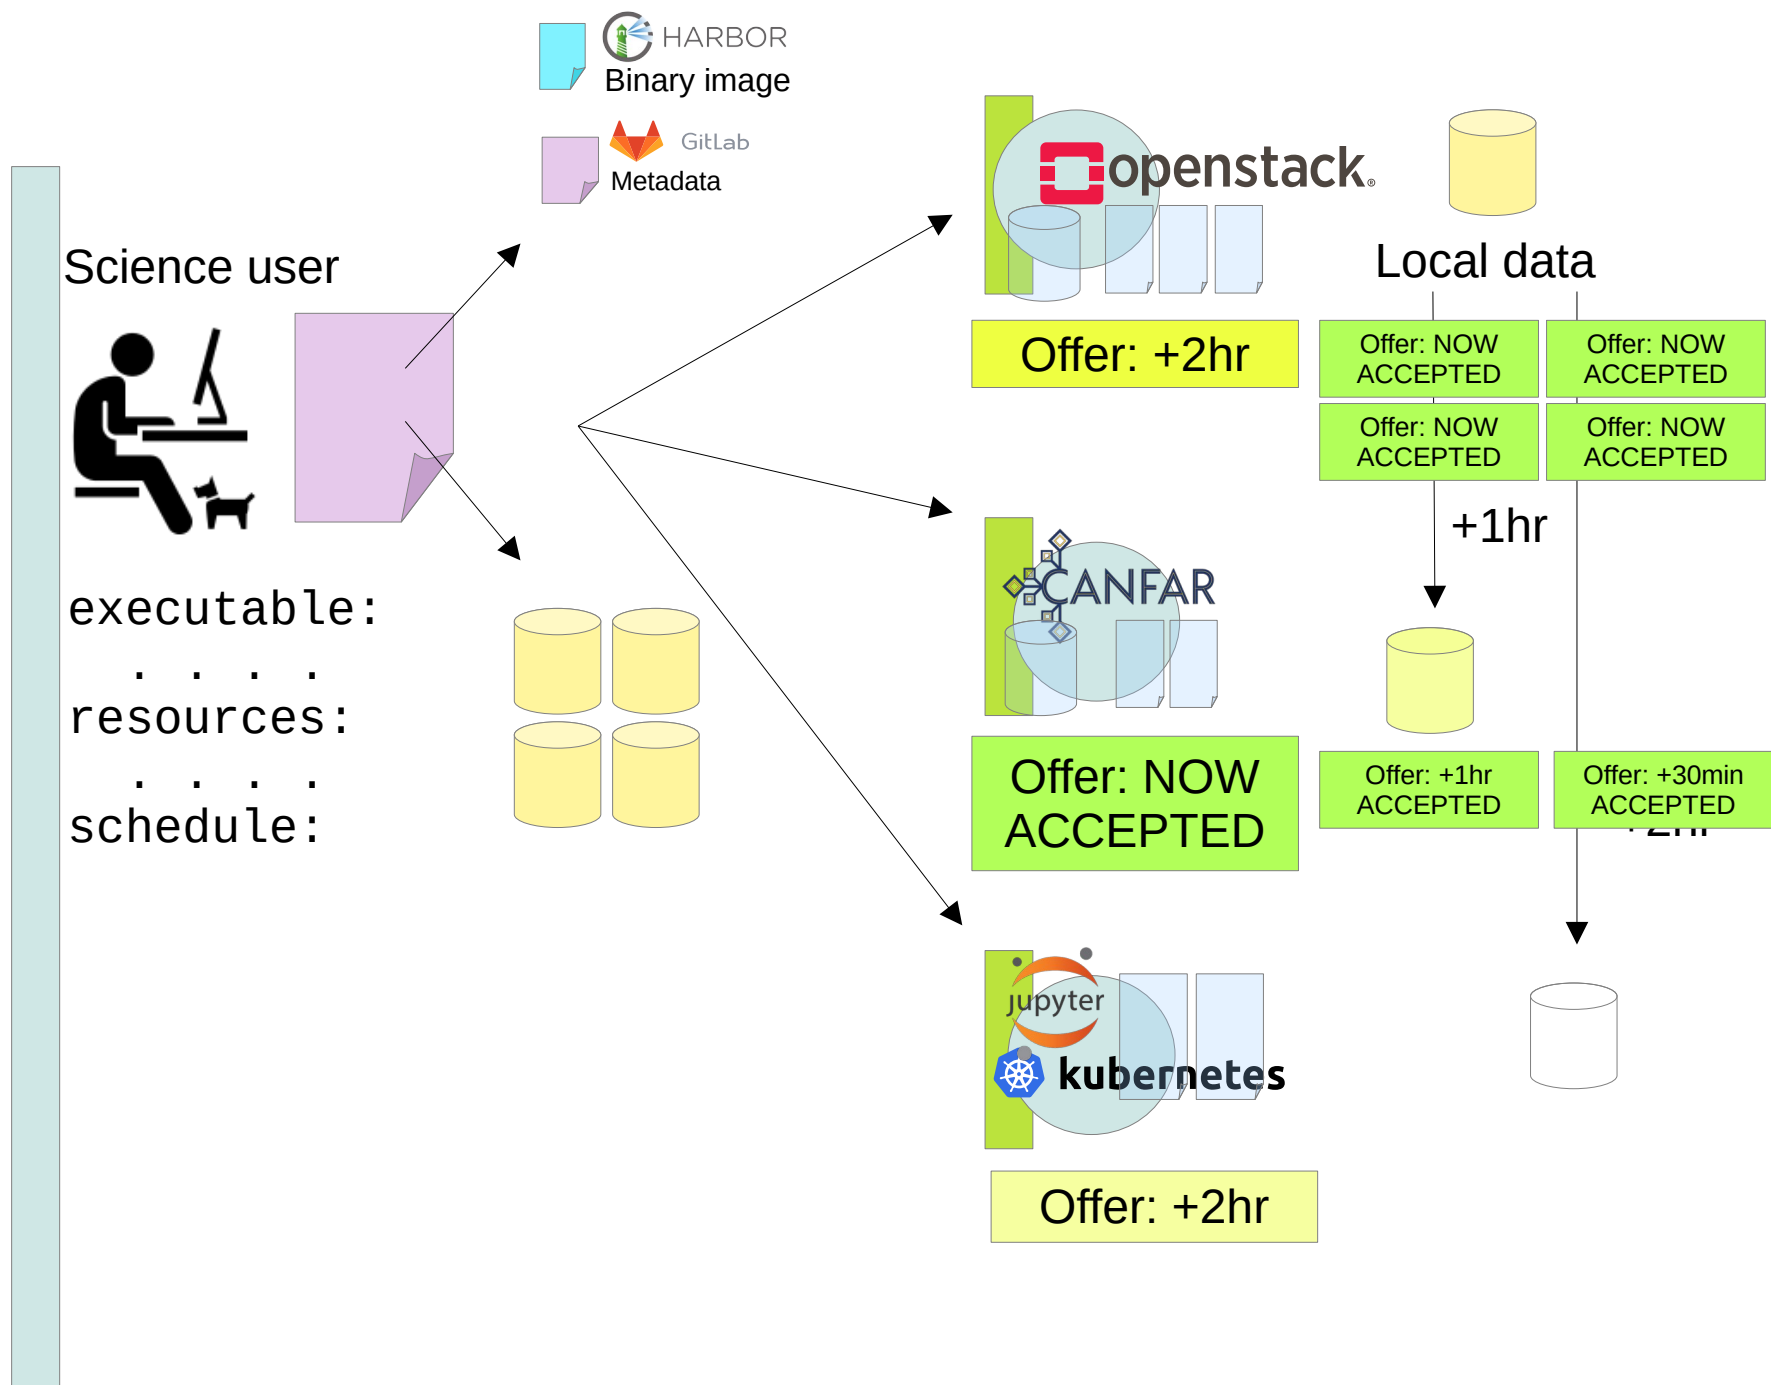 HARBOR
Binary image
GitLab
Metadata
Science user
executable:
. . . .
resources:
. . . .
schedule:
openstack®
Offer: +2hr
Local data
Offer: NOW
ACCEPTED
Offer: NOW
ACCEPTED
Offer: NOW
ACCEPTED
Offer: NOW
ACCEPTED
+1hr
CANFAR
Offer: NOW
ACCEPTED
Offer: +1hr
ACCEPTED
Offer: +30min
ACCEPTED
+2hr
jupyter
kubernetes
Offer: +2hr